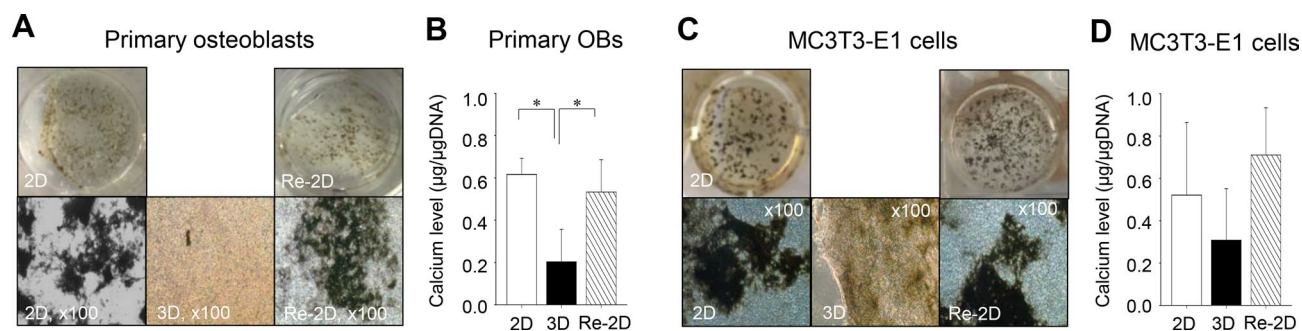 A
Primary osteoblasts
2D
Re-2D
2D, x100
3D, x100
Re-2D, x100
B
Primary OBs
Calcium level (μg/μgDNA)
1.0
0.8
0.6
0.4
0.2
0.0
* *
2D 3D Re-2D
C
MC3T3-E1 cells
2D
x100
2D
x100
3D
x100
Re-2D
D
MC3T3-E1 cells
Calcium level (μg/μgDNA)
1.0
0.8
0.6
0.4
0.2
0.0
2D 3D Re-2D